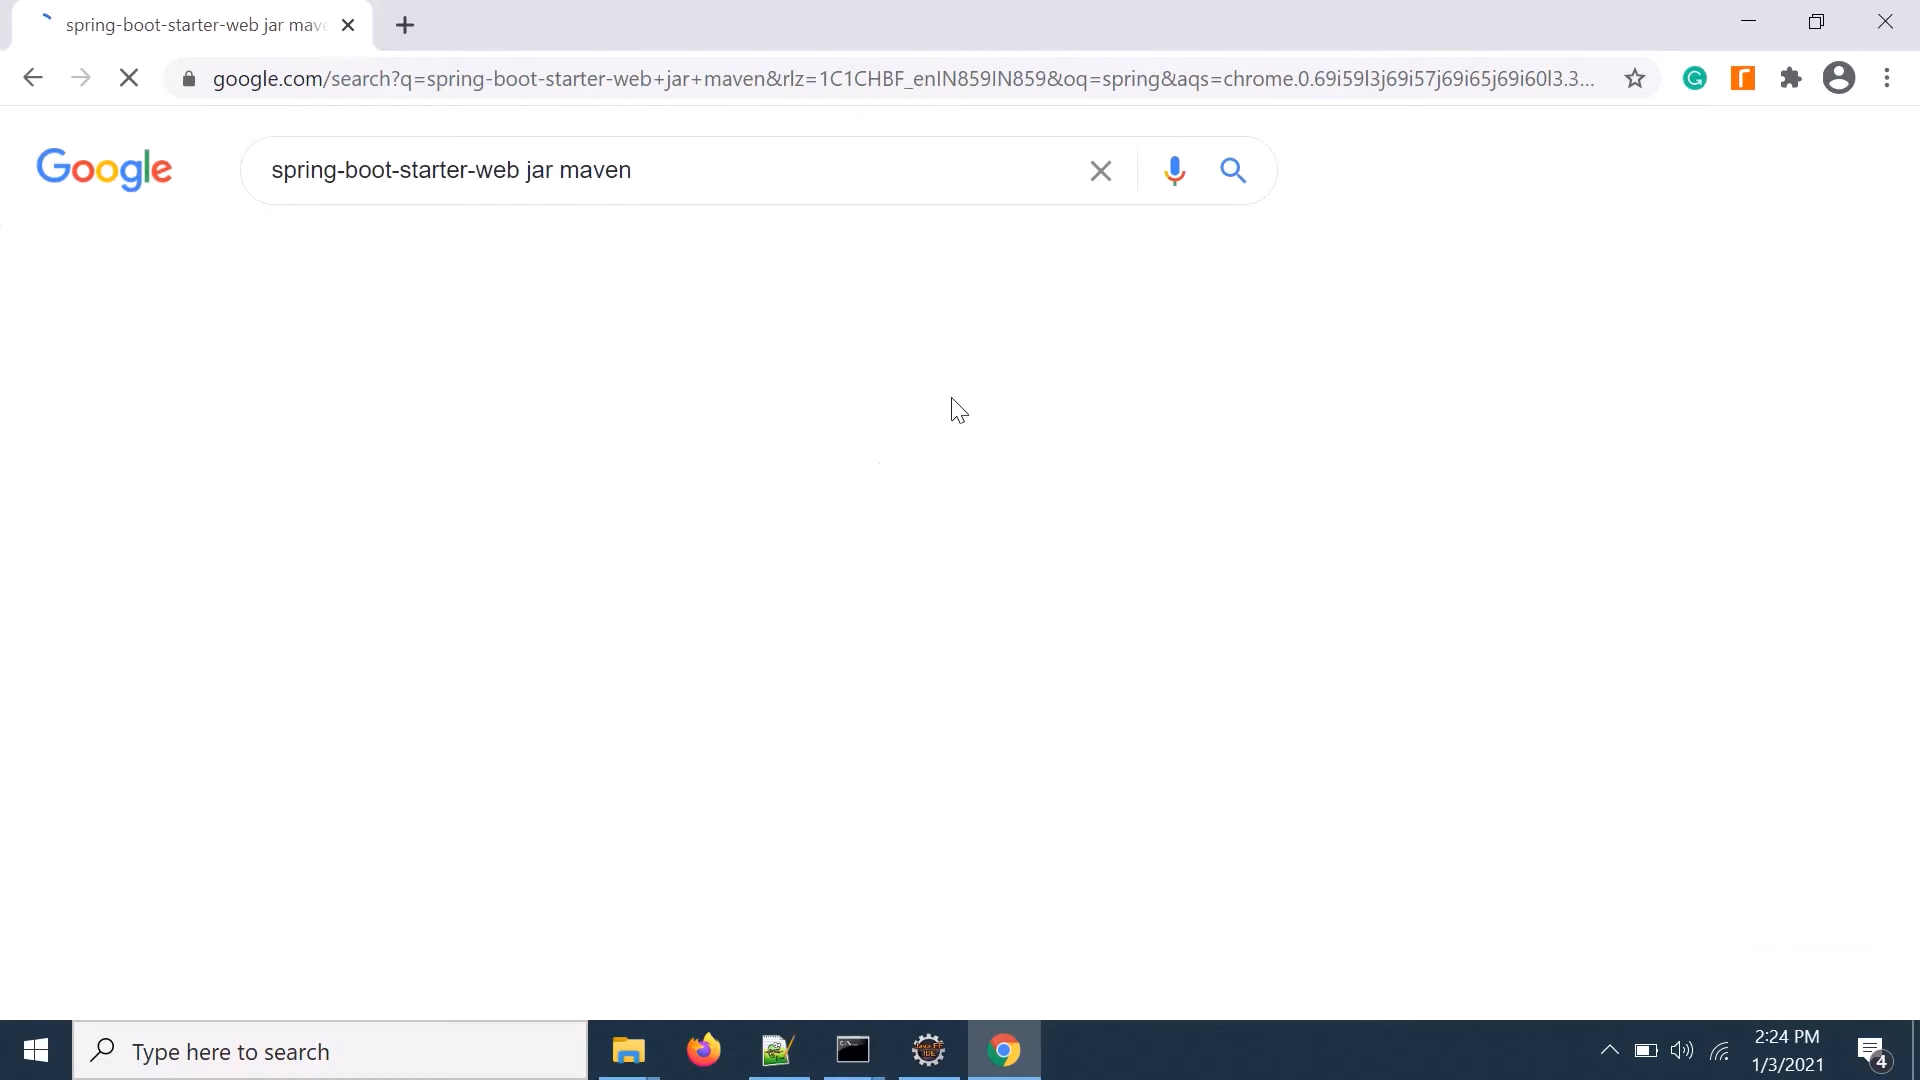 spring-boot-starter-web jar mav
google.com/search?q=spring-boot-starter-web+jar+maven&rlz=1C1CHBF_enIN859IN859&oq=spring&aqs=chrome.0.69i59l3j69i57j69i65j69i60l3.3...
Google
spring-boot-starter-web jar maven
Type here to search
2:24 PM
1/3/2021
4